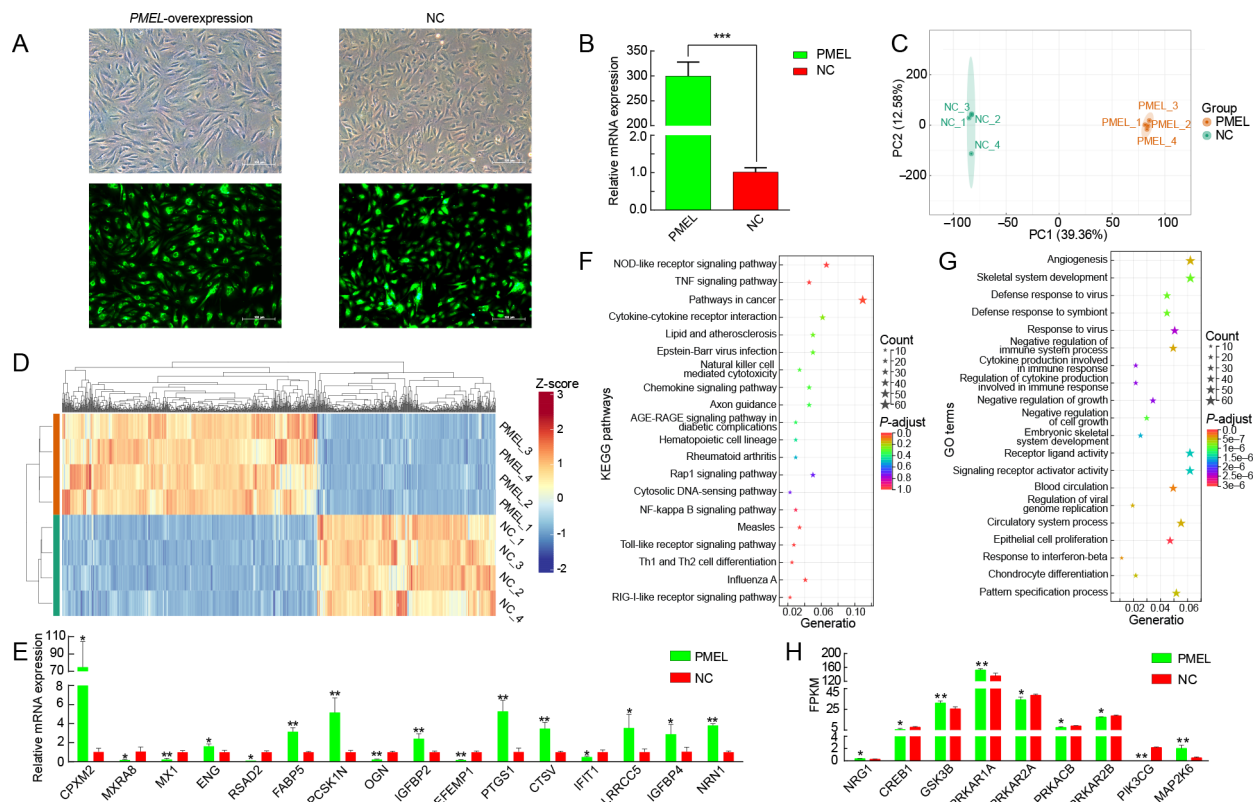 A
PMEL-overexpression
NC
B
***
Relative mRNA expression
350
300
250
200
150
100
2.0
1.0
0.0
PMEL
NC
PMEL
NC
C
PC2 (12.58%)
200
0
−200
NC_3
NC_1
NC_2
NC_4
PMEL_3
PMEL_1
PMEL_2
PMEL_4
−100
−50
0
50
100
PC1 (39.36%)
Group
PMEL
NC
D
Z-score
3
2
1
0
-1
-2
PMEL_3
PMEL_4
PMEL_2
PMEL_1
NC_1
NC_3
NC_2
NC_4
F
KEGG pathways
NOD-like receptor signaling pathway
TNF signaling pathway
Pathways in cancer
Cytokine-cytokine receptor interaction
Lipid and atherosclerosis
Epstein-Barr virus infection
Natural killer cell
mediated cytotoxicity
Chemokine signaling pathway
Axon guidance
AGE-RAGE signaling pathway in
diabetic complications
Hematopoietic cell lineage
Rheumatoid arthritis
Rap1 signaling pathway
Cytosolic DNA-sensing pathway
NF-kappa B signaling pathway
Measles
Toll-like receptor signaling pathway
Th1 and Th2 cell differentiation
Influenza A
RIG-I-like receptor signaling pathway
0.02
0.06
0.10
Generatio
Count
10
20
30
40
50
60
P-adjust
0.0
0.2
0.4
0.6
0.8
1.0
G
GO terms
Angiogenesis
Skeletal system development
Defense response to virus
Defense response to symbiont
Response to virus
Negative regulation of
immune system process
Cytokine production involved
in immune response
Regulation of cytokine production
involved in immune response
Negative regulation of growth
Negative regulation
of cell growth
Embryonic skeletal
system development
Receptor ligand activity
Signaling receptor activator activity
Blood circulation
Regulation of viral
genome replication
Circulatory system process
Epithelial cell proliferation
Response to interferon-beta
Chondrocyte differentiation
Pattern specification process
0.02
0.04
0.06
Generatio
Count
10
20
30
40
50
60
P-adjust
0.0
5e−7
1e−6
1.5e−6
2e−6
2.5e−6
3e−6
E
Relative mRNA expression
110
90
70
8
6
4
2
0
*
*
**
*
*
**
**
**
**
**
**
**
*
*
*
**
CPXM2
MXRA8
MX1
ENG
RSAD2
FABP5
PCSK1N
OGN
IGFBP2
EFEMP1
PTGS1
CTSV
IFIT1
LRRCC5
IGFBP4
NRN1
PMEL
NC
H
FPKM
200
160
120
45
25
5
2
0
*
*
**
**
*
*
*
**
**
NRG1
CREB1
GSK3B
PRKAR1A
PRKAR2A
PRKACB
PRKAR2B
PIK3CG
MAP2K6
PMEL
NC